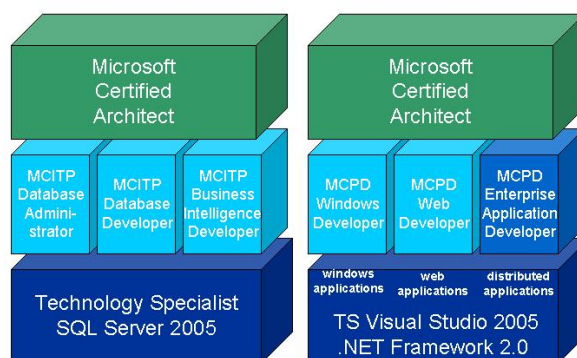 Microsoft
Certified
Architect
MCITP
Database
Admini-
strator
MCITP
Database
Developer
MCITP
Business
Intelligence
Developer
Technology Specialist
SQL Server 2005
Microsoft
Certified
Architect
MCPD
Windows
Developer
MCPD
Web
Developer
MCPD
Enterprise
Application
Developer
windows
applications
web
applications
distributed
applications
TS Visual Studio 2005
.NET Framework 2.0